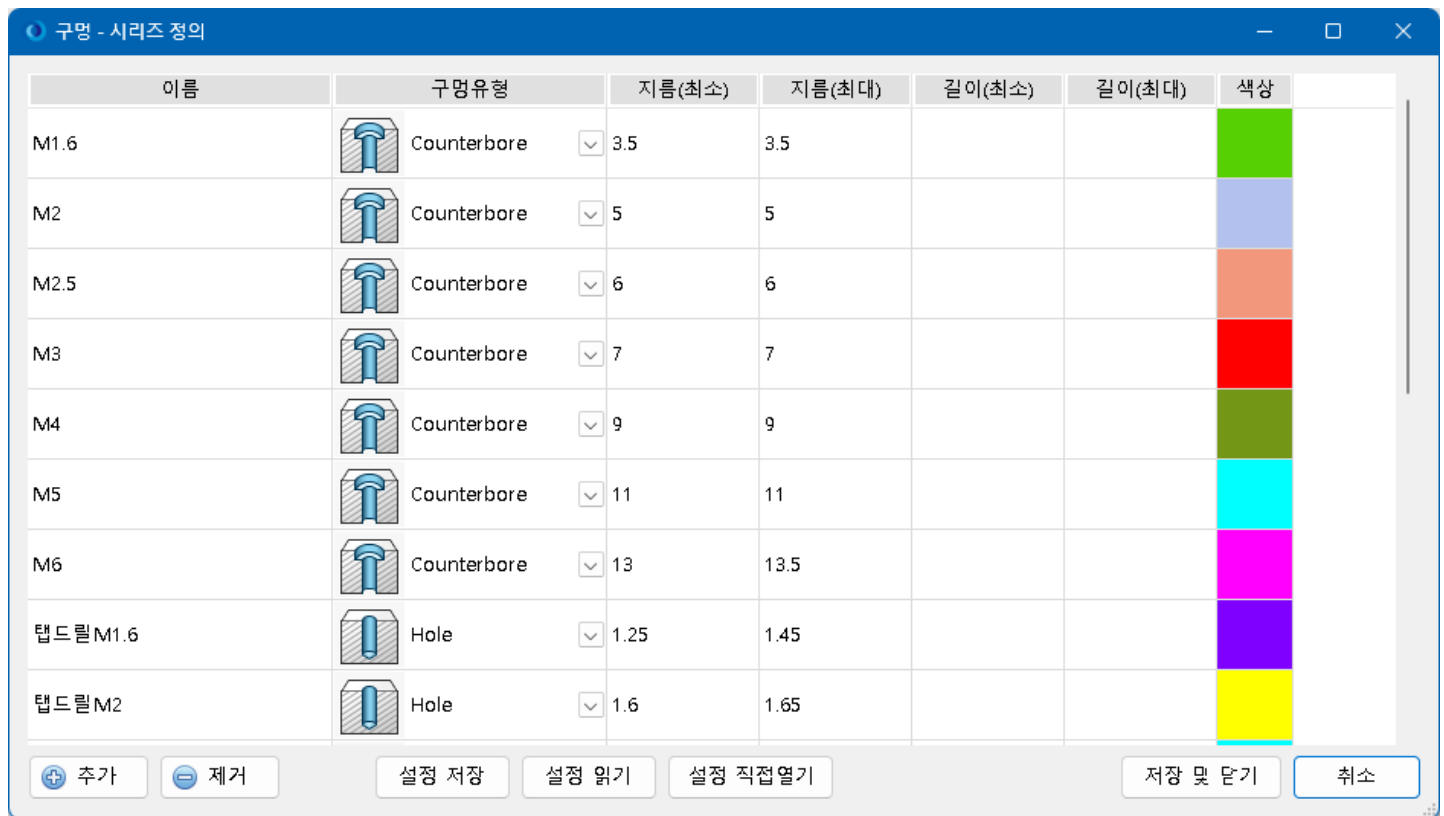 구멍 - 시리즈 정의
이름 구멍유형 지름(최소) 지름(최대) 길이(최소) 길이(최대) 색상
M1.6 Counterbore 3.5 3.5
M2 Counterbore 5 5
M2.5 Counterbore 6 6
M3 Counterbore 7 7
M4 Counterbore 9 9
M5 Counterbore 11 11
M6 Counterbore 13 13.5
탭드릴M1.6 Hole 1.25 1.45
탭드릴M2 Hole 1.6 1.65
추가 제거 설정 저장 설정 읽기 설정 직접열기 저장 및 닫기 취소